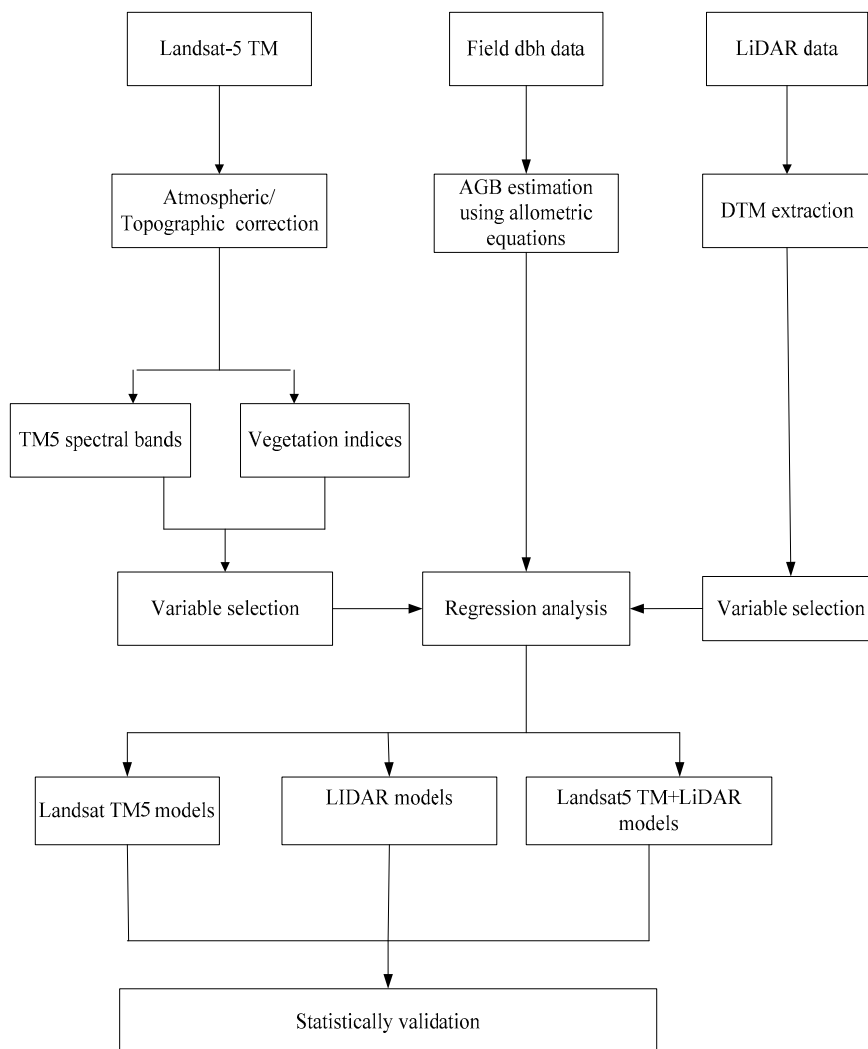 Landsat-5 TM
Field dbh data
LiDAR data
Atmospheric/
Topographic correction
AGB estimation
using allometric
equations
DTM extraction
TM5 spectral bands
Vegetation indices
Variable selection
Regression analysis
Variable selection
Landsat TM5 models
LIDAR models
Landsat5 TM+LiDAR
models
Statistically validation